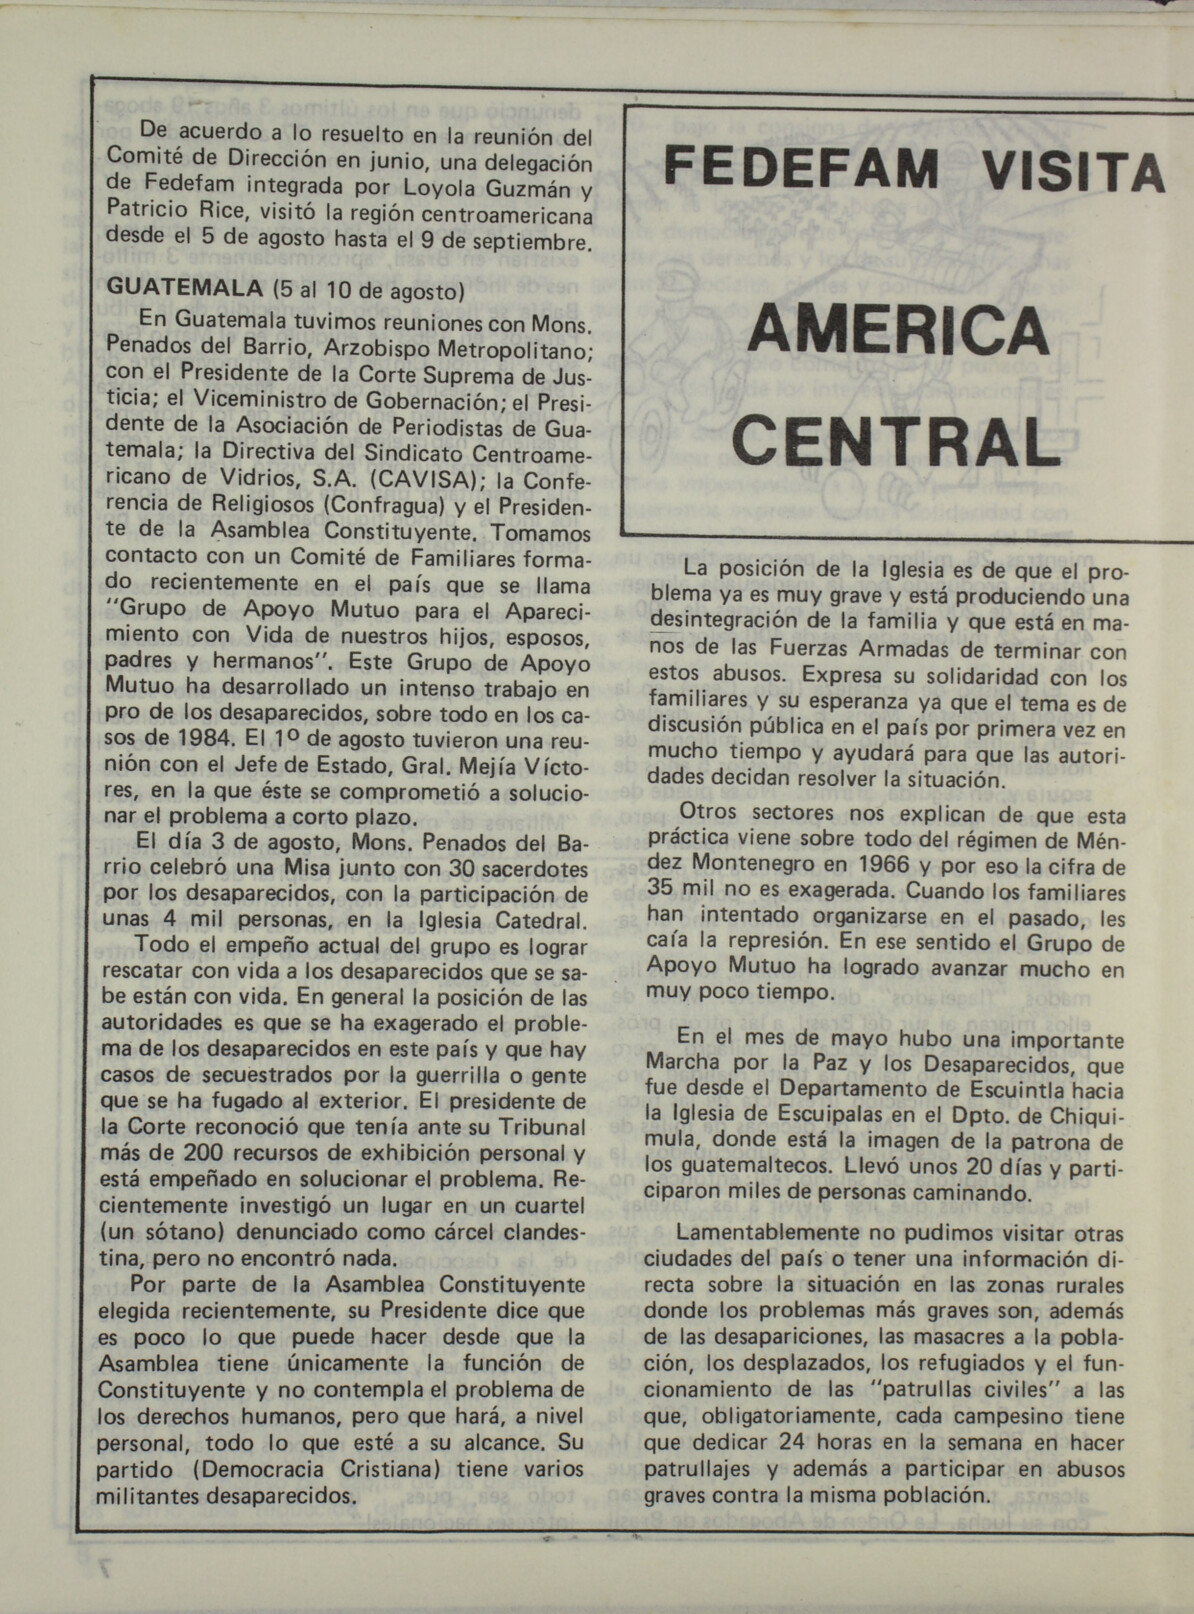 De acuerdo a lo resuelto en la reunión del
Comité de Dirección en junio, una delegación
de Fedefam integrada por Loyola Guzmán y
Patricio Rice, visitó la región centroamericana
desde el 5 de agosto hasta el 9 de septiembre.
GUATEMALA (5 al 10 de agosto)
En Guatemala tuvimos reuniones con Mons.
Penados del Barrio, Arzobispo Metropolitano;
con el Presidente de la Corte Suprema de Jus-
ticia; el Viceministro de Gobernación; el Presi-
dente de la Asociación de Periodistas de Gua-
temala; la Directiva del Sindicato Centroame-
ricano de Vidrios, S.A. (CAVISA); la Confe-
rencia de Religiosos (Confragua) y el Presiden-
te de la Asamblea Constituyente. Tomamos
contacto con un Comité de Familiares forma-
do recientemente en el país que se llama
"Grupo de Apoyo Mutuo para el Apareci-
miento con Vida de nuestros hijos, esposos,
padres y hermanos". Este Grupo de Apoyo
Mutuo ha desarrollado un intenso trabajo en
pro de los desaparecidos, sobre todo en los ca-
sos de 1984. El 1º de agosto tuvieron una reu-
nión con el Jefe de Estado, Gral. Mejía Vícto-
res, en la que éste se comprometió a solucio-
nar el problema a corto plazo.
El día 3 de agosto, Mons. Penados del Ba-
rrio celebró una Misa junto con 30 sacerdotes
por los desaparecidos, con la participación de
unas 4 mil personas, en la Iglesia Catedral.
Todo el empeño actual del grupo es lograr
rescatar con vida a los desaparecidos que se sa-
be están con vida. En general la posición de las
autoridades es que se ha exagerado el proble-
ma de los desaparecidos en este país y que hay
casos de secuestrados por la guerrilla o gente
que se ha fugado al exterior. El presidente de
la Corte reconoció que tenía ante su Tribunal
más de 200 recursos de exhibición personal y
está empeñado en solucionar el problema. Re-
cientemente investigó un lugar en un cuartel
(un sótano) denunciado como cárcel clandes-
tina, pero no encontró nada.
Por parte de la Asamblea Constituyente
elegida recientemente, su Presidente dice que
es poco lo que puede hacer desde que la
Asamblea tiene únicamente la función de
Constituyente y no contempla el problema de
los derechos humanos, pero que hará, a nivel
personal, todo lo que esté a su alcance. Su
partido (Democracia Cristiana) tiene varios
militantes desaparecidos.
FEDEFAM VISITA
AMERICA
CENTRAL
La posición de la Iglesia es de que el pro-
blema ya es muy grave y está produciendo una
desintegración de la familia y que está en ma-
nos de las Fuerzas Armadas de terminar con
estos abusos. Expresa su solidaridad con los
familiares y su esperanza ya que el tema es de
discusión pública en el país por primera vez en
mucho tiempo y ayudará para que las autori-
dades decidan resolver la situación.
Otros sectores nos explican de que esta
práctica viene sobre todo del régimen de Mén-
dez Montenegro en 1966 y por eso la cifra de
35 mil no es exagerada. Cuando los familiares
han intentado organizarse en el pasado, les
caía la represión. En ese sentido el Grupo de
Apoyo Mutuo ha logrado avanzar mucho en
muy poco tiempo.
En el mes de mayo hubo una importante
Marcha por la Paz y los Desaparecidos, que
fue desde el Departamento de Escuintla hacia
la Iglesia de Escuipalas en el Dpto. de Chiqui-
mula, donde está la imagen de la patrona de
los guatemaltecos. Llevó unos 20 días y parti-
ciparon miles de personas caminando.
Lamentablemente no pudimos visitar otras
ciudades del país o tener una información di-
recta sobre la situación en las zonas rurales
donde los problemas más graves son, además
de las desapariciones, las masacres a la pobla-
ción, los desplazados, los refugiados y el fun-
cionamiento de las "patrullas civiles" a las
que, obligatoriamente, cada campesino tiene
que dedicar 24 horas en la semana en hacer
patrullajes y además a participar en abusos
graves contra la misma población.